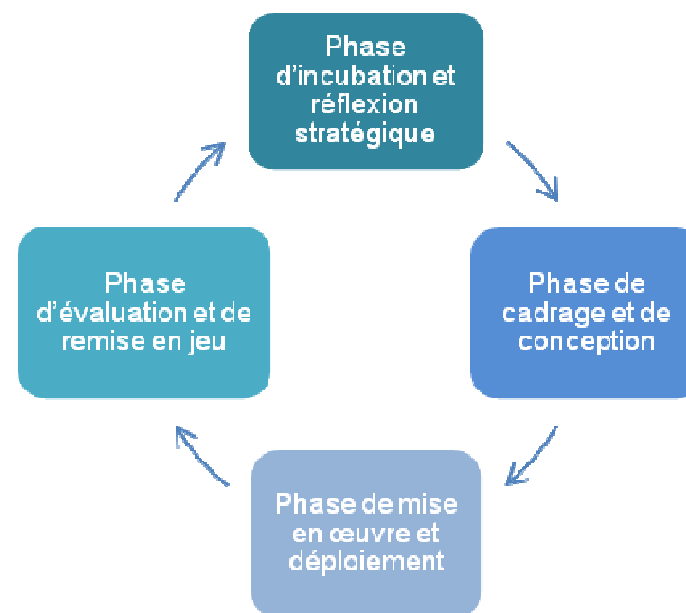 Phase
d'incubation et
réflexion
stratégique
Phase de
cadrage et de
conception
Phase de mise
en œuvre et
déploiement
Phase
d'évaluation et de
remise en jeu